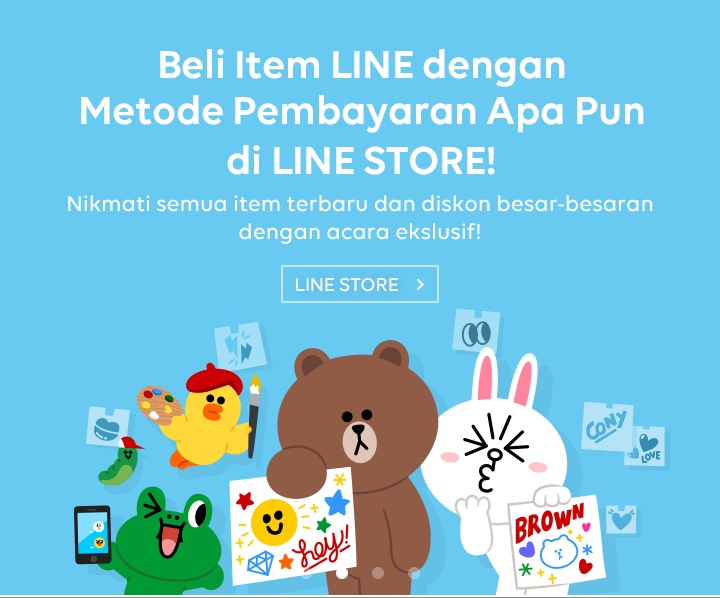 Beli Item LINE dengan
Metode Pembayaran Apa Pun
di LINE STORE!
Nikmati semua item terbaru dan diskon besar-besaran
dengan acara ekslusif!
LINE STORE
CONY
LOVE
hey!
BROWN